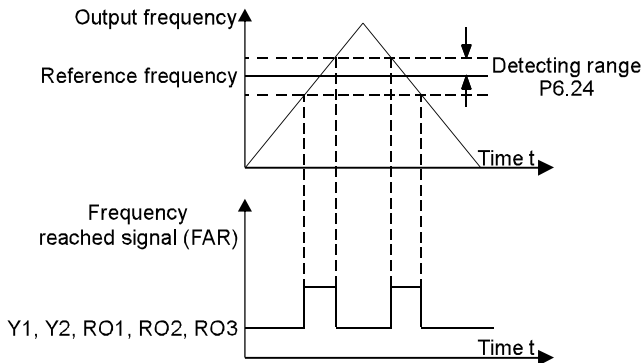 Output frequency
Reference frequency
Detecting range
P6.24
Time t
Frequency
reached signal (FAR)
Y1, Y2, RO1, RO2, RO3
Time t